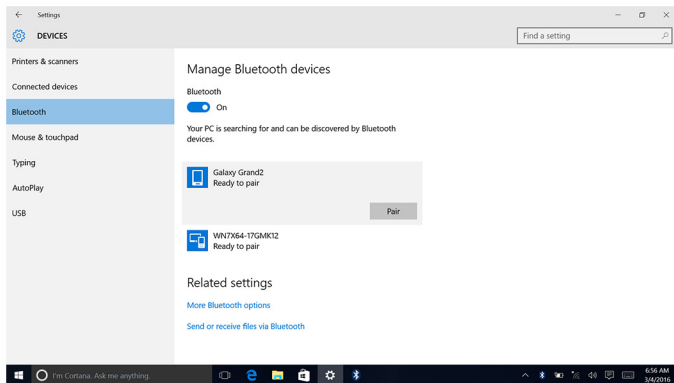 Settings
DEVICES
Find a setting
Printers & scanners
Connected devices
Bluetooth
Mouse & touchpad
Typing
AutoPlay
USB
Manage Bluetooth devices
Bluetooth
On
Your PC is searching for and can be discovered by Bluetooth
devices.
Galaxy Grand2
Ready to pair
Pair
WN7X64-17GMK12
Ready to pair
Related settings
More Bluetooth options
Send or receive files via Bluetooth
I'm Cortana. Ask me anything.
6:56 AM
3/4/2016